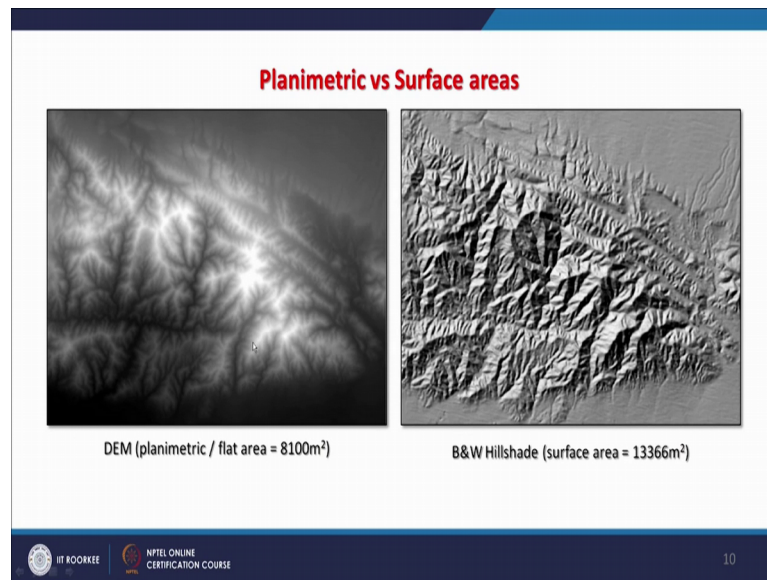 Planimetric vs Surface areas
DEM (planimetric / flat area = 8100m²)
B&W Hillshade (surface area = 13366m²)
IIT ROORKEE
NPTEL ONLINE
CERTIFICATION COURSE
NPTEL
10